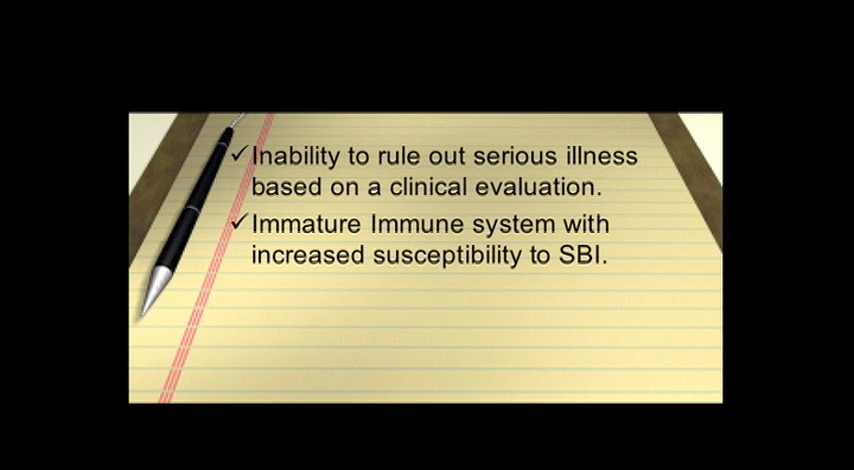 ✓Inability to rule out serious illness
based on a clinical evaluation.
✓Immature Immune system with
increased susceptibility to SBI.